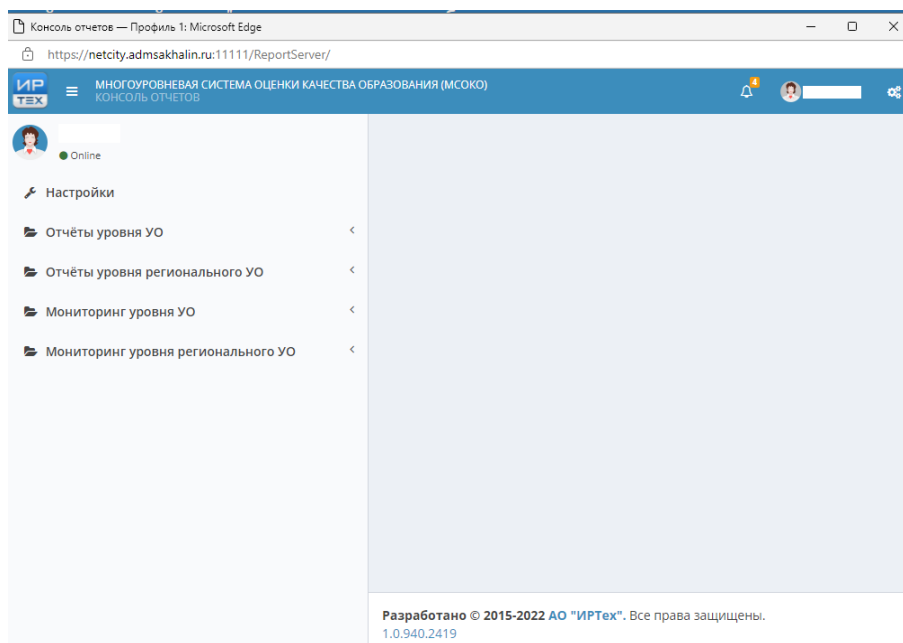 Консоль отчетов — Профиль 1: Microsoft Edge
https://netcity.admsakhalin.ru:11111/ReportServer/
ИР
ТЕХ
МНОГОУРОВНЕВАЯ СИСТЕМА ОЦЕНКИ КАЧЕСТВА ОБРАЗОВАНИЯ (МСОКО)
КОНСОЛЬ ОТЧЕТОВ
4
Online
Настройки
Отчёты уровня УО
Отчёты уровня регионального УО
Мониторинг уровня УО
Мониторинг уровня регионального УО
Разработано © 2015-2022 АО "ИРТех". Все права защищены.
1.0.940.2419